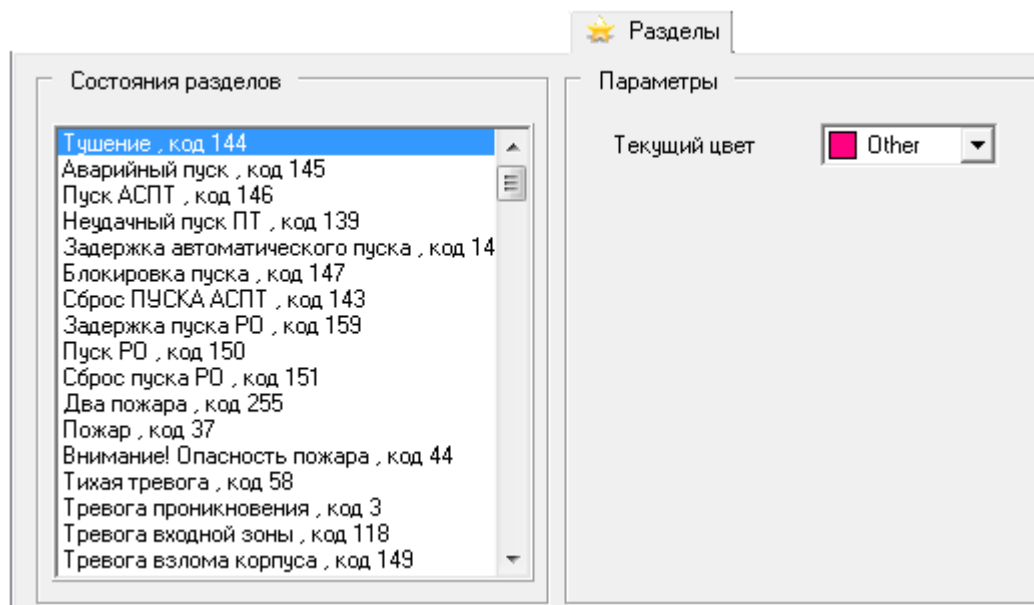 Разделы
Состояния разделов
Параметры
Тушение , код 144
Аварийный пуск , код 145
Пуск АСПТ , код 146
Неудачный пуск ПТ , код 139
Задержка автоматического пуска , код 14
Блокировка пуска , код 147
Сброс ПУСКА АСПТ , код 143
Задержка пуска РО , код 159
Пуск РО , код 150
Сброс пуска РО , код 151
Два пожара , код 255
Пожар , код 37
Внимание! Опасность пожара , код 44
Тихая тревога , код 58
Тревога проникновения , код 3
Тревога входной зоны , код 118
Тревога взлома корпуса , код 149
Текущий цвет
Other